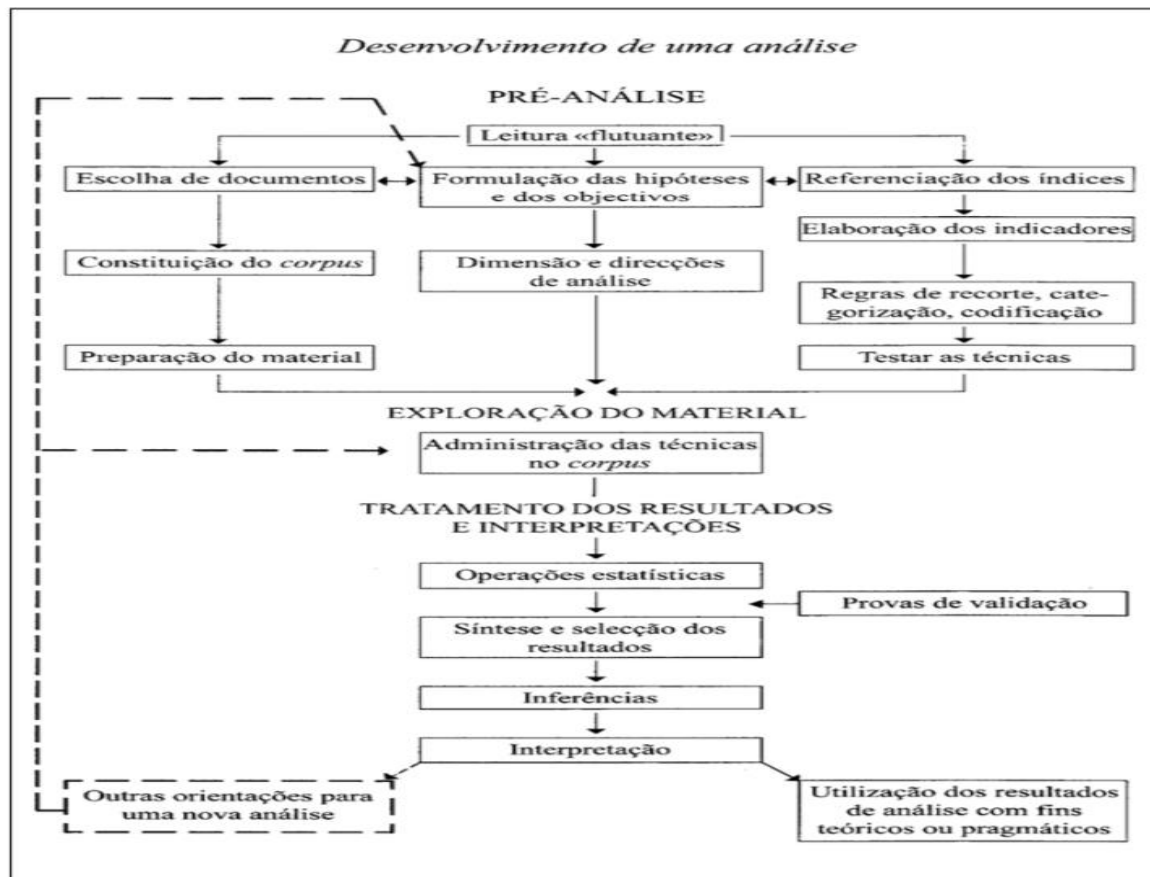 Desenvolvimento de uma análise
PRÉ-ANÁLISE
Leitura «flutuante»
Escolha de documentos
Formulação das hipóteses
e dos objectivos
Referenciação dos índices
Constituição do corpus
Dimensão e direcções
de análise
Elaboração dos indicadores
Regras de recorte, cate-
gorização, codificação
Preparação do material
Testar as técnicas
EXPLORAÇÃO DO MATERIAL
Administração das técnicas
no corpus
TRATAMENTO DOS RESULTADOS
E INTERPRETAÇÕES
Operações estatísticas
Provas de validação
Síntese e selecção dos
resultados
Inferências
Interpretação
Outras orientações para
uma nova análise
Utilização dos resultados
de análise com fins
teóricos ou pragmáticos